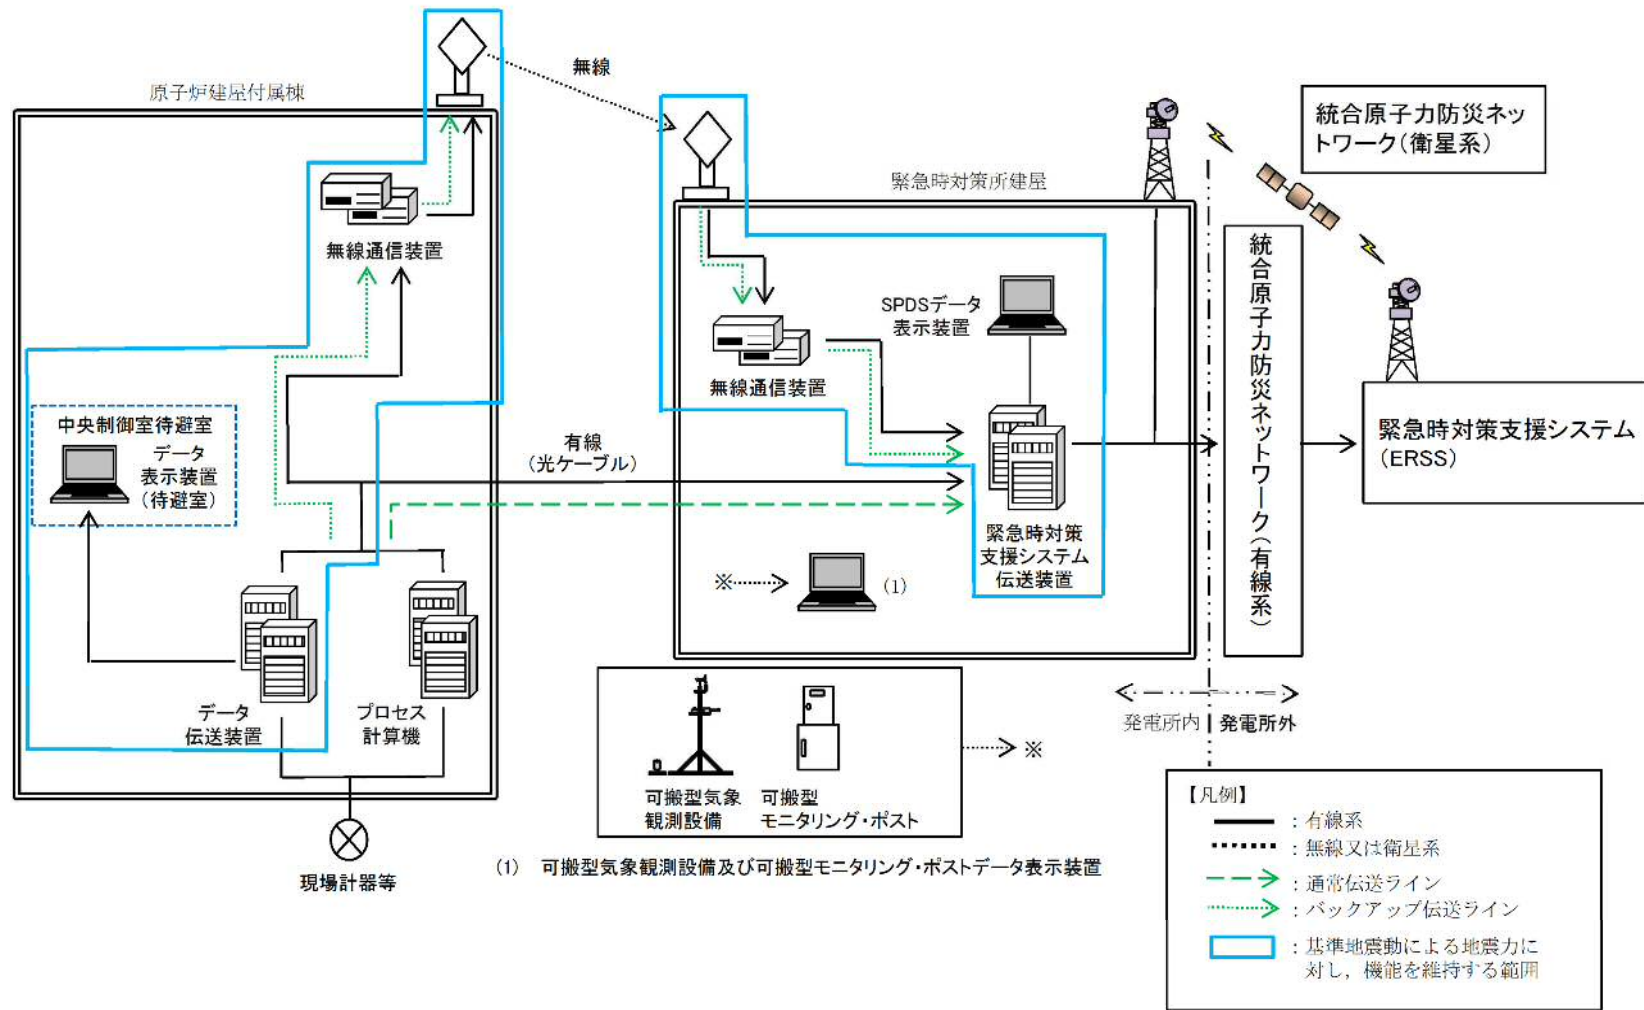 無線
原子炉建屋付属棟
統合原子力防災ネッ
トワーク(衛星系)
緊急時対策所建屋
無線通信装置
SPDSデータ
表示装置
無線通信装置
統合原子力防災ネットワーク(有線系)
中央制御室待避室
データ
表示装置
(待避室)
有線
(光ケーブル)
緊急時対策支援システム
(ERSS)
緊急時対策
支援システム
伝送装置
※
(1)
データ
伝送装置
プロセス
計算機
発電所内
発電所外
※
可搬型気象
観測設備
可搬型
モニタリング・ポスト
現場計器等
(1) 可搬型気象観測設備及び可搬型モニタリング・ポストデータ表示装置
【凡例】
:有線系
:無線又は衛星系
:通常伝送ライン
:バックアップ伝送ライン
:基準地震動による地震力に
対し，機能を維持する範囲